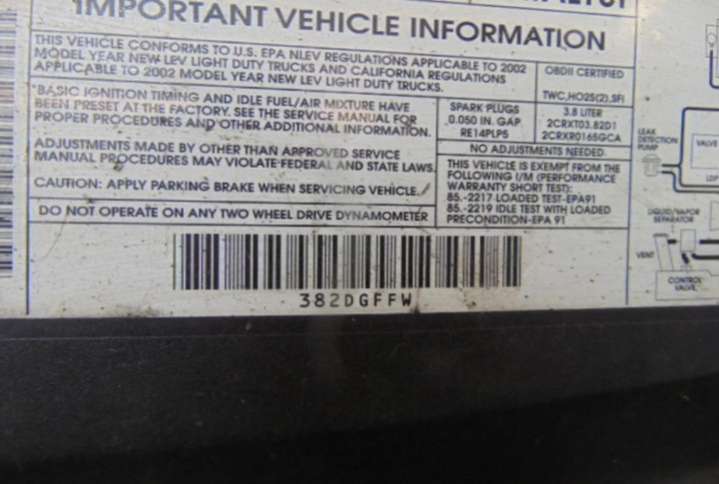 IMPORTANT VEHICLE INFORMATION
THIS VEHICLE CONFORMS TO U.S. EPA NLEV REGULATIONS APPLICABLE TO 2002
MODEL YEAR NEW LEV LIGHT DUTY TRUCKS AND CALIFORNIA REGULATIONS
APPLICABLE TO 2002 MODEL YEAR NEW LEV LIGHT DUTY TRUCKS.
OBDII CERTIFIED
TWC,HO2S(2),SFI
*BASIC IGNITION TIMING AND IDLE FUEL/AIR MIXTURE HAVE
BEEN PRESET AT THE FACTORY. SEE THE SERVICE MANUAL FOR
PROPER PROCEDURES AND OTHER ADDITIONAL INFORMATION.
ADJUSTMENTS MADE BY OTHER THAN APPROVED SERVICE
MANUAL PROCEDURES MAY VIOLATE FEDERAL AND STATE LAWS.
CAUTION: APPLY PARKING BRAKE WHEN SERVICING VEHICLE.
DO NOT OPERATE ON ANY TWO WHEEL DRIVE DYNAMOMETER
SPARK PLUGS
.0.050 IN. GAP
RE14PLP5
3.8 LITER
2CRXT03.82D1
2CRXR0165GCA
NO ADJUSTMENTS NEEDED.
THIS VEHICLE IS EXEMPT FROM THE
FOLLOWING I/M (PERFORMANCE
WARRANTY SHORT TEST):
85.-2217 LOADED TEST-EPA91
85.-2219 IDLE TEST WITH LOADED
PRECONDITION-EPA 91
382DGFFW
LEAK
DETECTION
PUMP
VALVE
LIQUID/VAPOR
SEPARATOR
VENT
CONTROL
VALVE